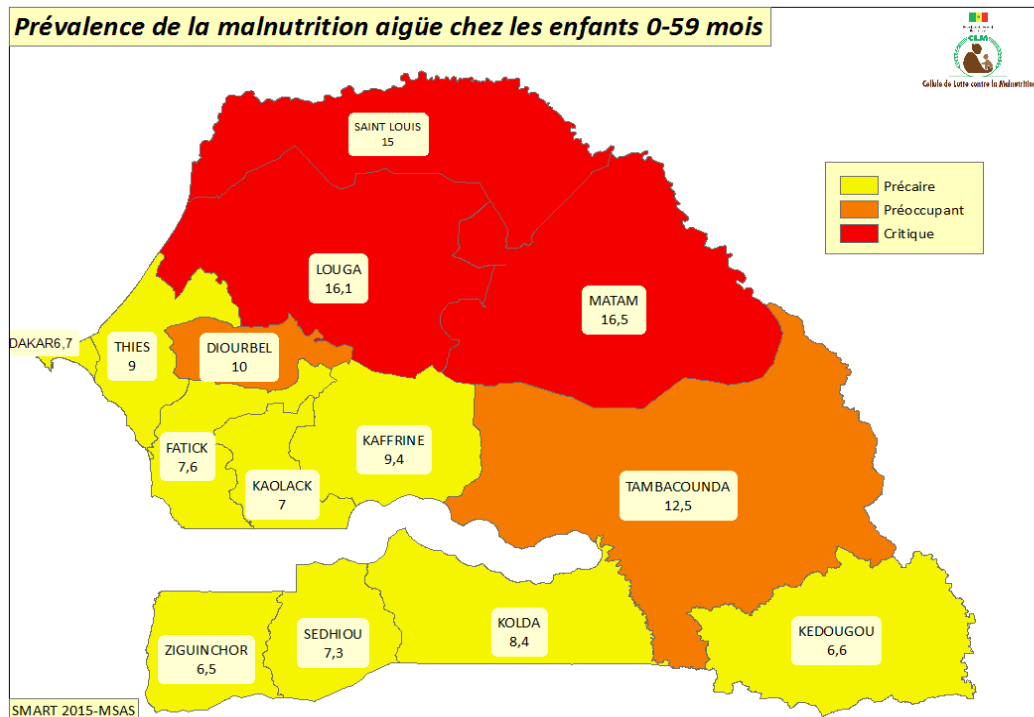 Prévalence de la malnutrition aigüe chez les enfants 0-59 mois
CLM
Cellule de Lutte contre la Malnutrition
SAINT LOUIS
15
Précaire
Préoccupant
Critique
LOUGA
16,1
MATAM
16,5
DAKAR6,7
THIES
9
DIOURBEL
10
KAFFRINE
9,4
FATICK
7,6
KAOLACK
7
TAMBACOUNDA
12,5
KOLDA
8,4
SEDHIOU
7,3
ZIGUINCHOR
6,5
KEDOUGOU
6,6
SMART 2015-MSAS